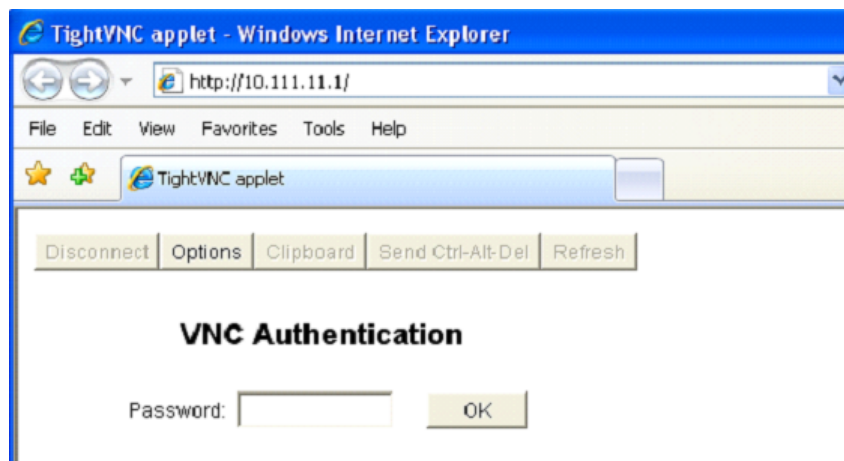 TightVNC applet - Windows Internet Explorer
http://10.111.11.1/
File Edit View Favorites Tools Help
TightVNC applet
Disconnect Options Clipboard Send Ctrl-Alt-Del Refresh
VNC Authentication
Password: OK